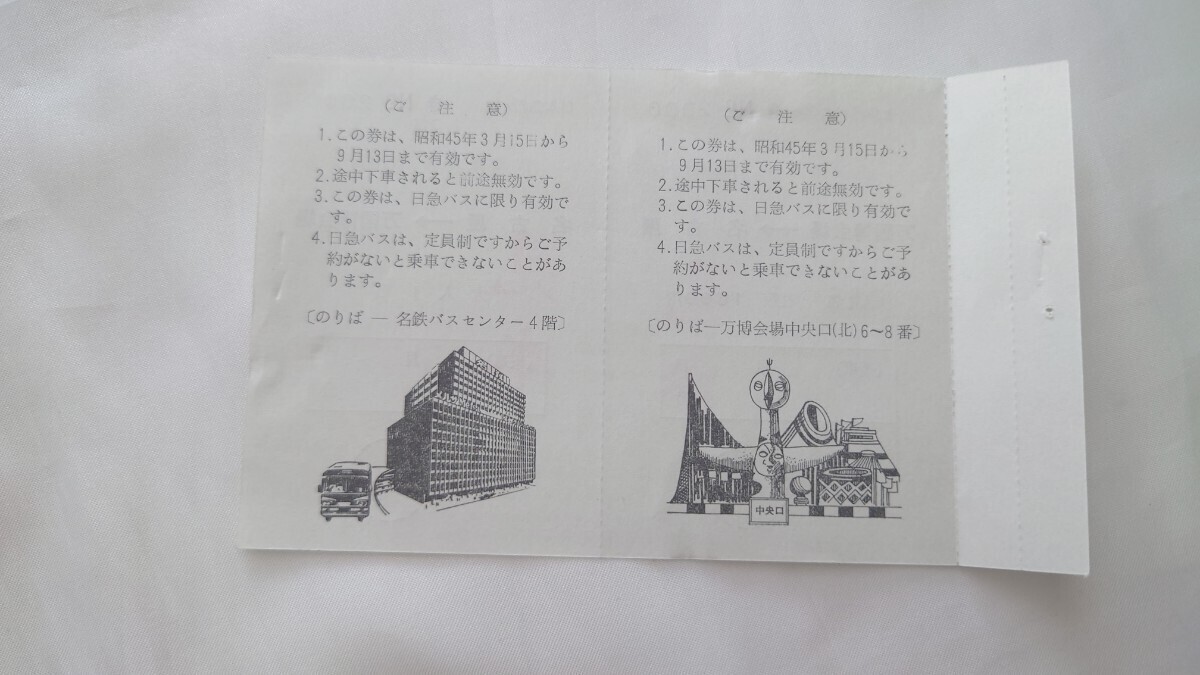 (ご 注 意)
1.この券は、昭和45年3月15日から
9月13日まで有効です。
2.途中下車されると前途無効です。
3.この券は、日急バスに限り有効で
す。
4.日急バスは、定員制ですからご予
約がないと乗車できないことがあ
ります。
〔のりば ― 名鉄バスセンター4階〕
(ご 注 意)
1.この券は、昭和45年3月15日から
9月13日まで有効です。
2.途中下車されると前途無効です。
3.この券は、日急バスに限り有効で
す。
4.日急バスは、定員制ですからご予
約がないと乗車できないことがあ
ります。
〔のりば―万博会場中央口(北)6〜8番〕
中央口